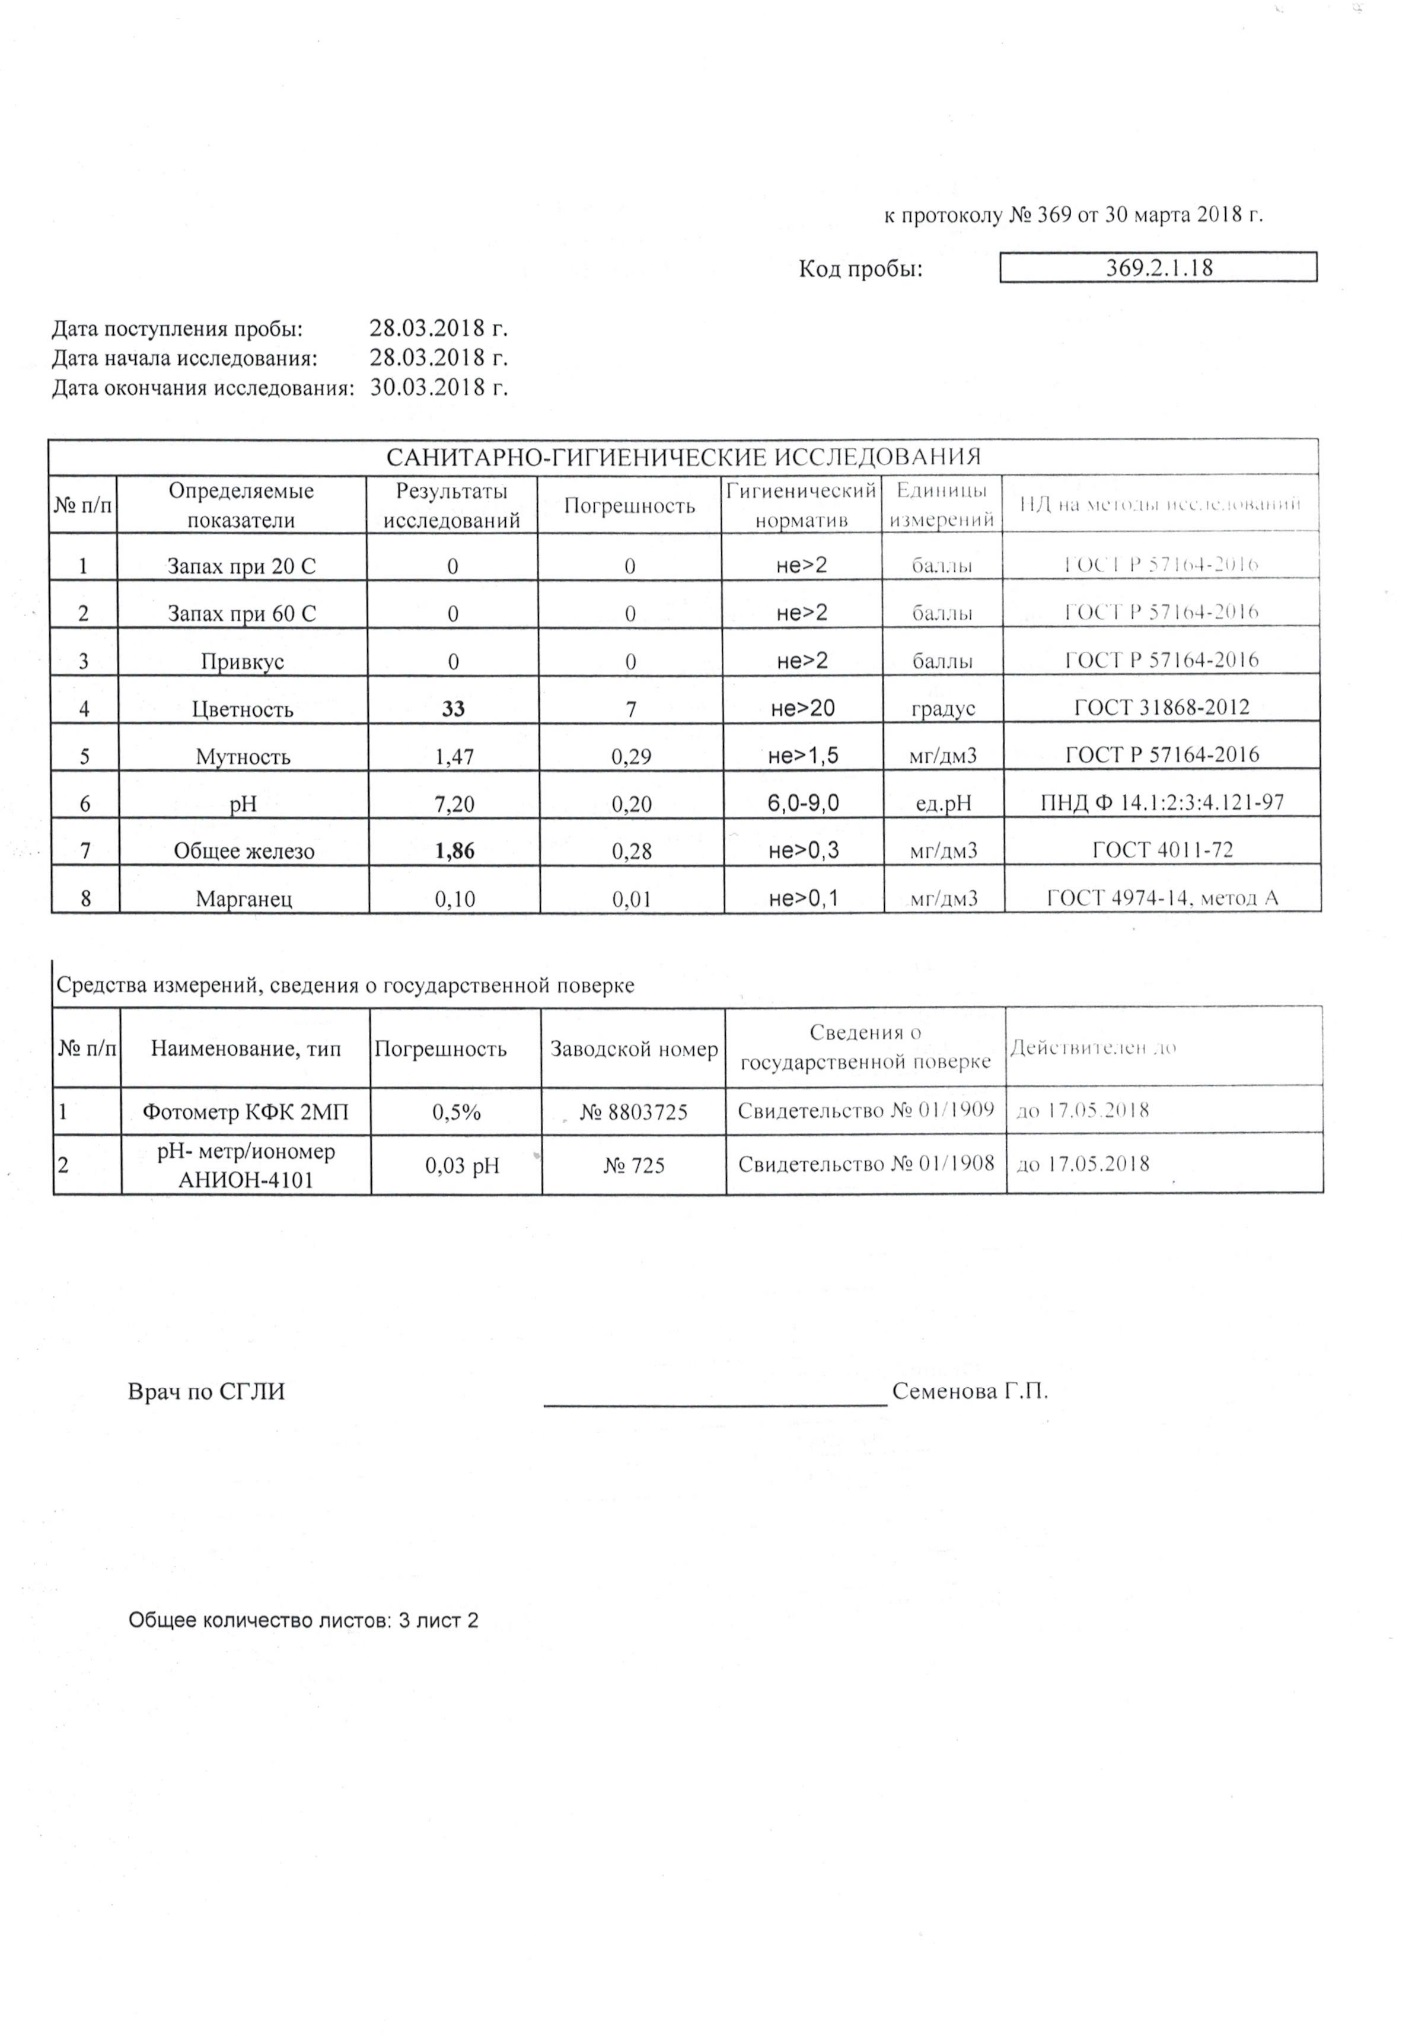 к протоколу № 369 от 30 марта 2018 г.
Код пробы: 369.2.1.18
Дата поступления пробы: 28.03.2018 г.
Дата начала исследования: 28.03.2018 г.
Дата окончания исследования: 30.03.2018 г.
САНИТАРНО-ГИГИЕНИЧЕСКИЕ ИССЛЕДОВАНИЯ
№ п/п Определяемые показатели Результаты исследований Погрешность Гигиенический норматив Единицы измерений НД на методы исследований
1 Запах при 20 С 0 0 не>2 баллы ГОСТ Р 57164-2016
2 Запах при 60 С 0 0 не>2 баллы ГОСТ Р 57164-2016
3 Привкус 0 0 не>2 баллы ГОСТ Р 57164-2016
4 Цветность 33 7 не>20 градус ГОСТ 31868-2012
5 Мутность 1,47 0,29 не>1,5 мг/дм3 ГОСТ Р 57164-2016
6 pH 7,20 0,20 6,0-9,0 ед.pH ПНД Ф 14.1:2:3:4.121-97
7 Общее железо 1,86 0,28 не>0,3 мг/дм3 ГОСТ 4011-72
8 Марганец 0,10 0,01 не>0,1 мг/дм3 ГОСТ 4974-14, метод А
Средства измерений, сведения о государственной поверке
№ п/п Наименование, тип Погрешность Заводской номер Сведения о государственной поверке Действителен до
1 Фотометр КФК 2МП 0,5% № 8803725 Свидетельство № 01/1909 до 17.05.2018
2 pH- метр/иономер АНИОН-4101 0,03 pH № 725 Свидетельство № 01/1908 до 17.05.2018
Врач по СГЛИ Семенова Г.П.
Общее количество листов: 3 лист 2